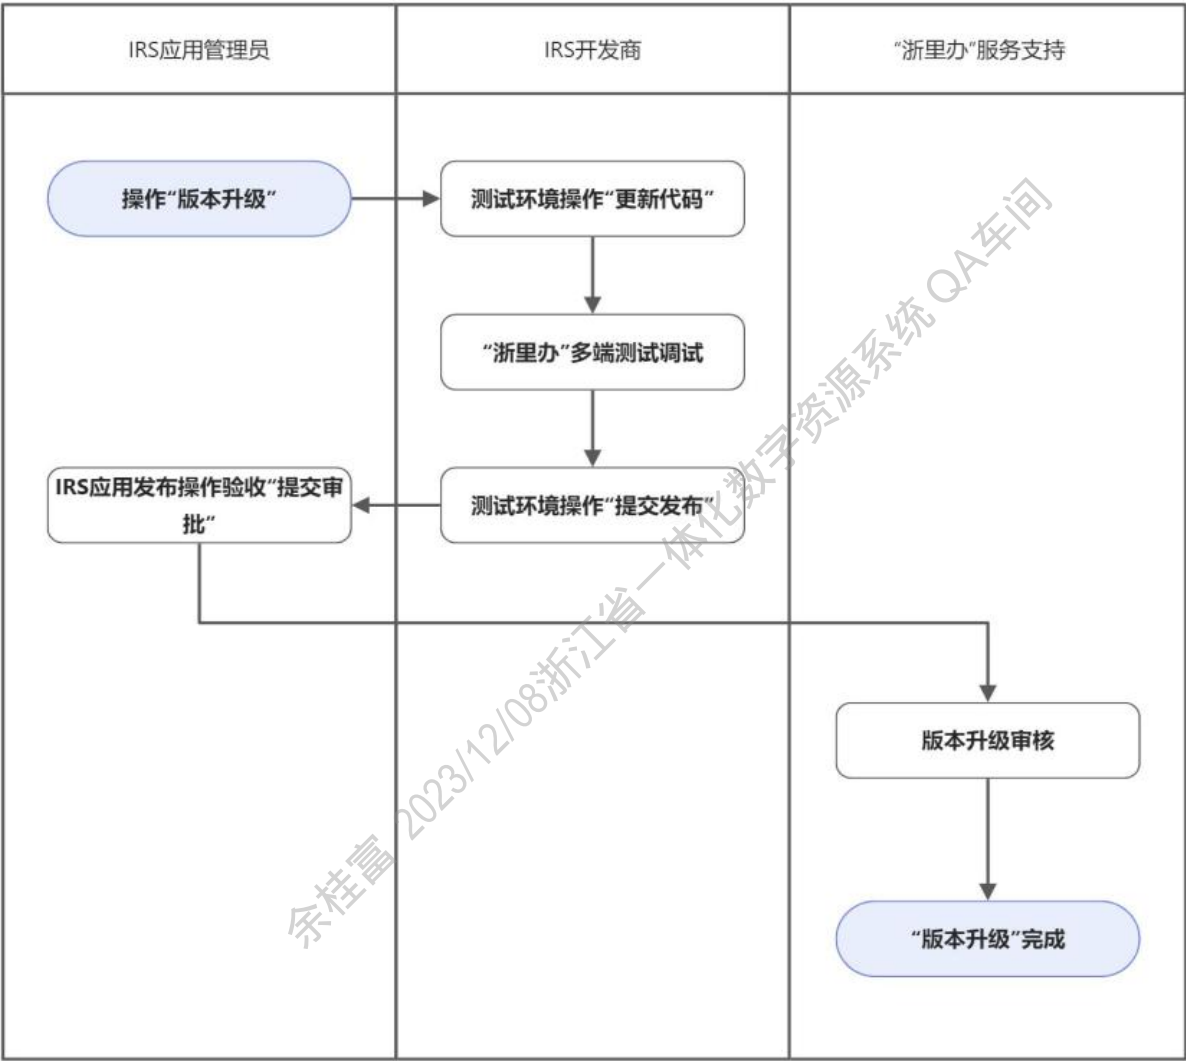 IRS应用管理员
IRS开发商
“浙里办”服务支持
操作“版本升级”
测试环境操作“更新代码”
“浙里办”多端测试调试
IRS应用发布操作验收“提交审
批”
测试环境操作“提交发布”
版本升级审核
“版本升级”完成
余桂富 2023/12/08浙江省一体化数字资源系统 QA车间